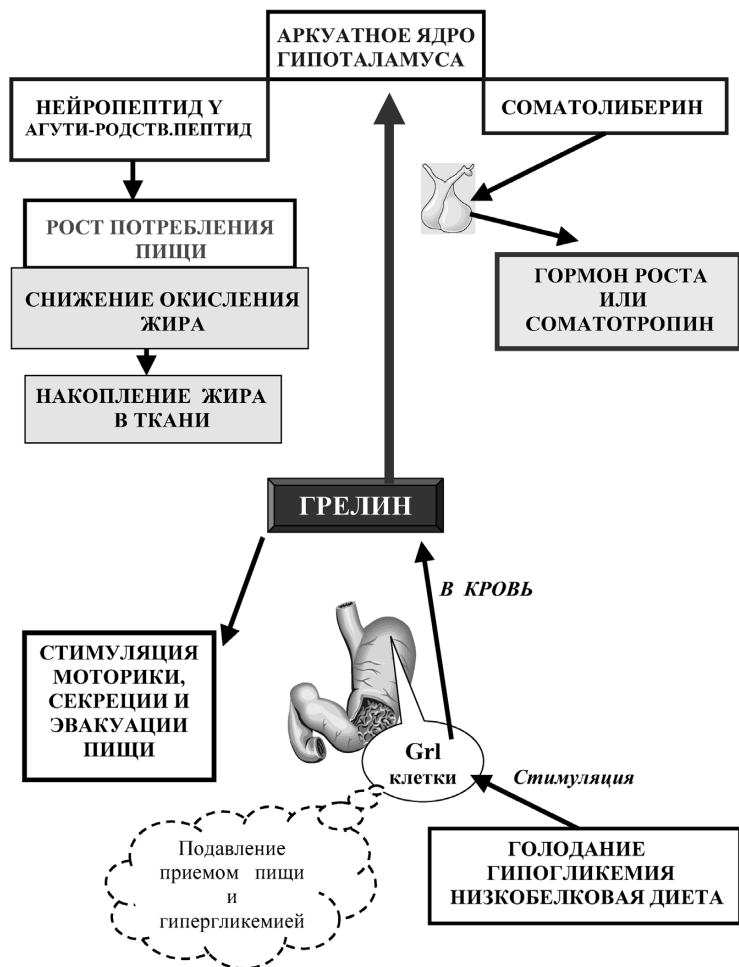 АРКУАТНОЕ ЯДРО
ГИПОТАЛАМУСА
НЕЙРОПЕПТИД Y
АГУТИ-РОДСТВ.ПЕПТИД
СОМАТОЛИБЕРИН
РОСТ ПОТРЕБЛЕНИЯ
ПИЩИ
СНИЖЕНИЕ ОКИСЛЕНИЯ
ЖИРА
НАКОПЛЕНИЕ ЖИРА
В ТКАНИ
ГОРМОН РОСТА
ИЛИ
СОМАТОТРОПИН
ГРЕЛИН
В КРОВЬ
СТИМУЛЯЦИЯ
МОТОРИКИ,
СЕКРЕЦИИ И
ЭВАКУАЦИИ
ПИЩИ
Grl
клетки
Стимуляция
Подавление
приемом пищи
и
гипергликемией
ГОЛОДАНИЕ
ГИПОГЛИКЕМИЯ
НИЗКОБЕЛКОВАЯ ДИЕТА